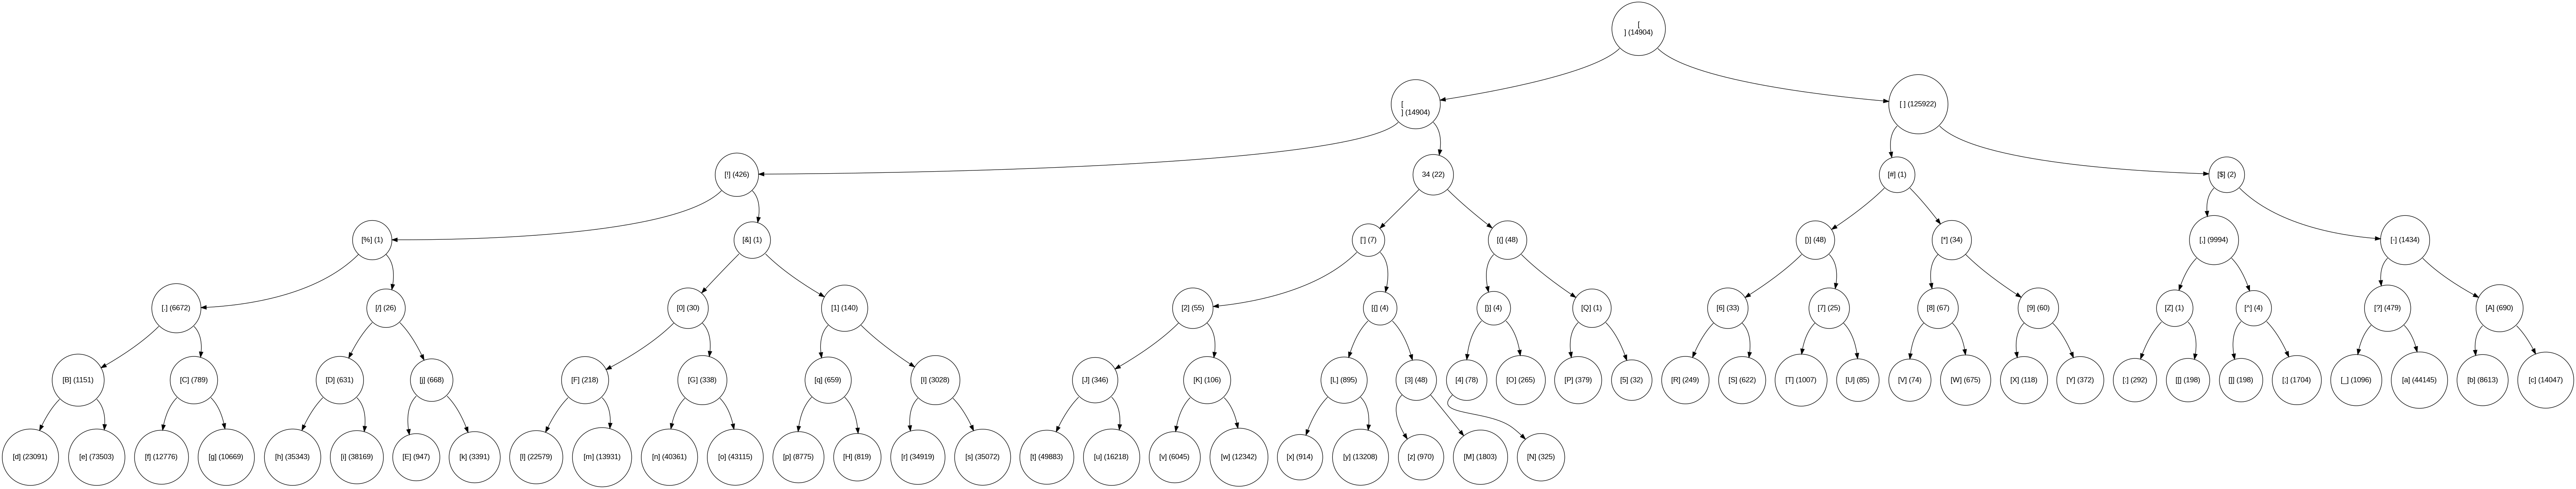 [
] (14904)
[
] (14904)
[ ] (125922)
[!] (426)
34 (22)
[#] (1)
[$] (2)
[%] (1)
[&] (1)
['] (7)
[(] (48)
[)] (48)
[*] (34)
[,] (9994)
[-] (1434)
[.] (6672)
[/] (26)
[0] (30)
[1] (140)
[2] (55)
[{] (4)
[}] (4)
[Q] (1)
[6] (33)
[7] (25)
[8] (67)
[9] (60)
[Z] (1)
[^] (4)
[?] (479)
[A] (690)
[B] (1151)
[C] (789)
[D] (631)
[j] (668)
[F] (218)
[G] (338)
[q] (659)
[I] (3028)
[J] (346)
[K] (106)
[L] (895)
[3] (48)
[4] (78)
[O] (265)
[P] (379)
[5] (32)
[R] (249)
[S] (622)
[T] (1007)
[U] (85)
[V] (74)
[W] (675)
[X] (118)
[Y] (372)
[:] (292)
[[] (198)
[]] (198)
[;] (1704)
[_] (1096)
[a] (44145)
[b] (8613)
[c] (14047)
[d] (23091)
[e] (73503)
[f] (12776)
[g] (10669)
[h] (35343)
[i] (38169)
[E] (947)
[k] (3391)
[l] (22579)
[m] (13931)
[n] (40361)
[o] (43115)
[p] (8775)
[H] (819)
[r] (34919)
[s] (35072)
[t] (49883)
[u] (16218)
[v] (6045)
[w] (12342)
[x] (914)
[y] (13208)
[z] (970)
[M] (1803)
[N] (325)